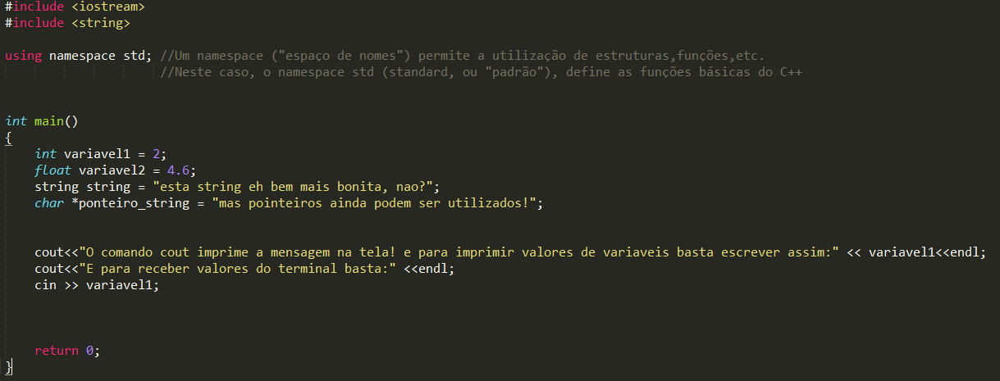 #include <iostream>
#include <string>
using namespace std; //Um namespace ("espaço de nomes") permite a utilização de estruturas,funções,etc.
//Neste caso, o namespace std (standard, ou "padrão"), define as funções básicas do C++
int main()
{
int variavel1 = 2;
float variavel2 = 4.6;
string string = "esta string eh bem mais bonita, nao?";
char *ponteiro_string = "mas pointeiros ainda podem ser utilizados!";
cout<<"O comando cout imprime a mensagem na tela! e para imprimir valores de variaveis basta escrever assim:" << variavel1<<endl;
cout<<"E para receber valores do terminal basta:" <<endl;
cin >> variavel1;
return 0;
}